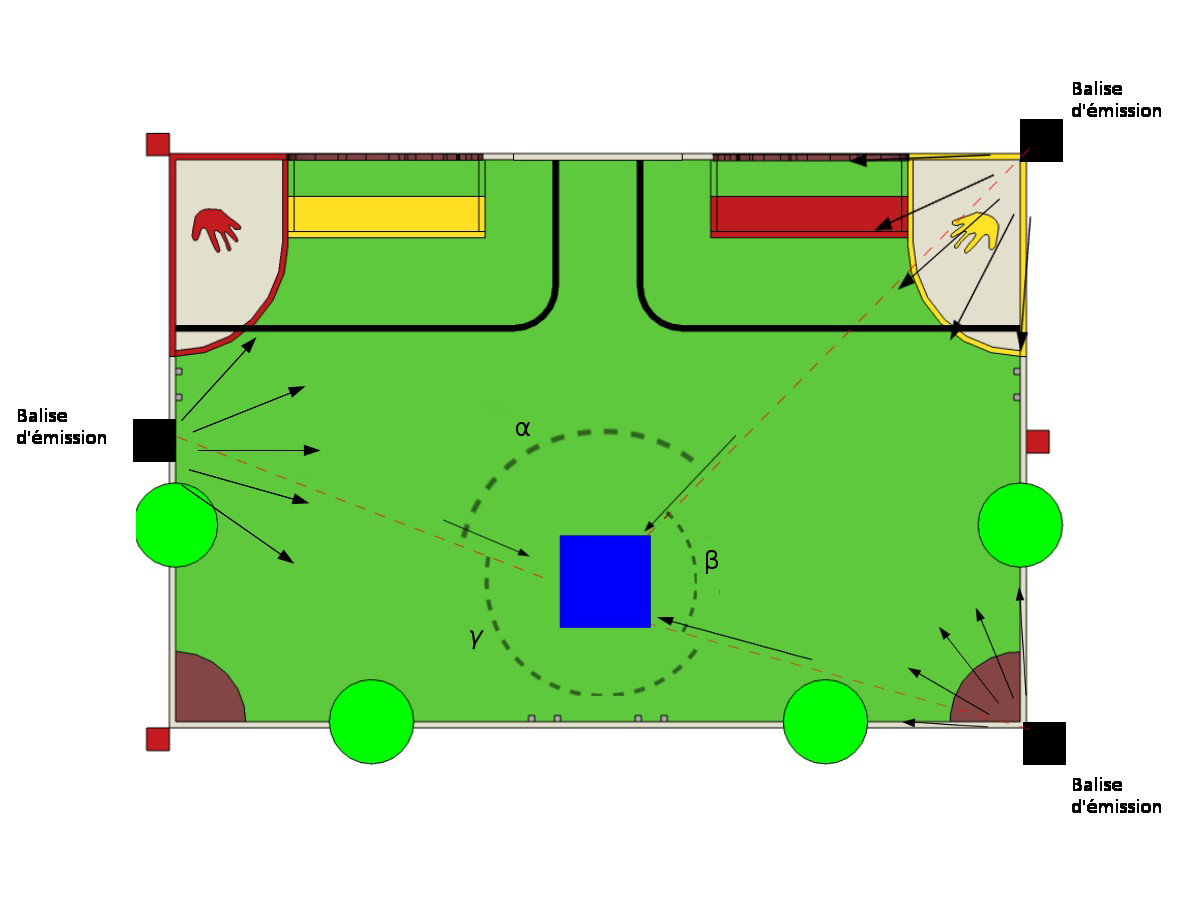 Balise
d'émission
Balise
d'émission
α
β
γ
Balise
d'émission